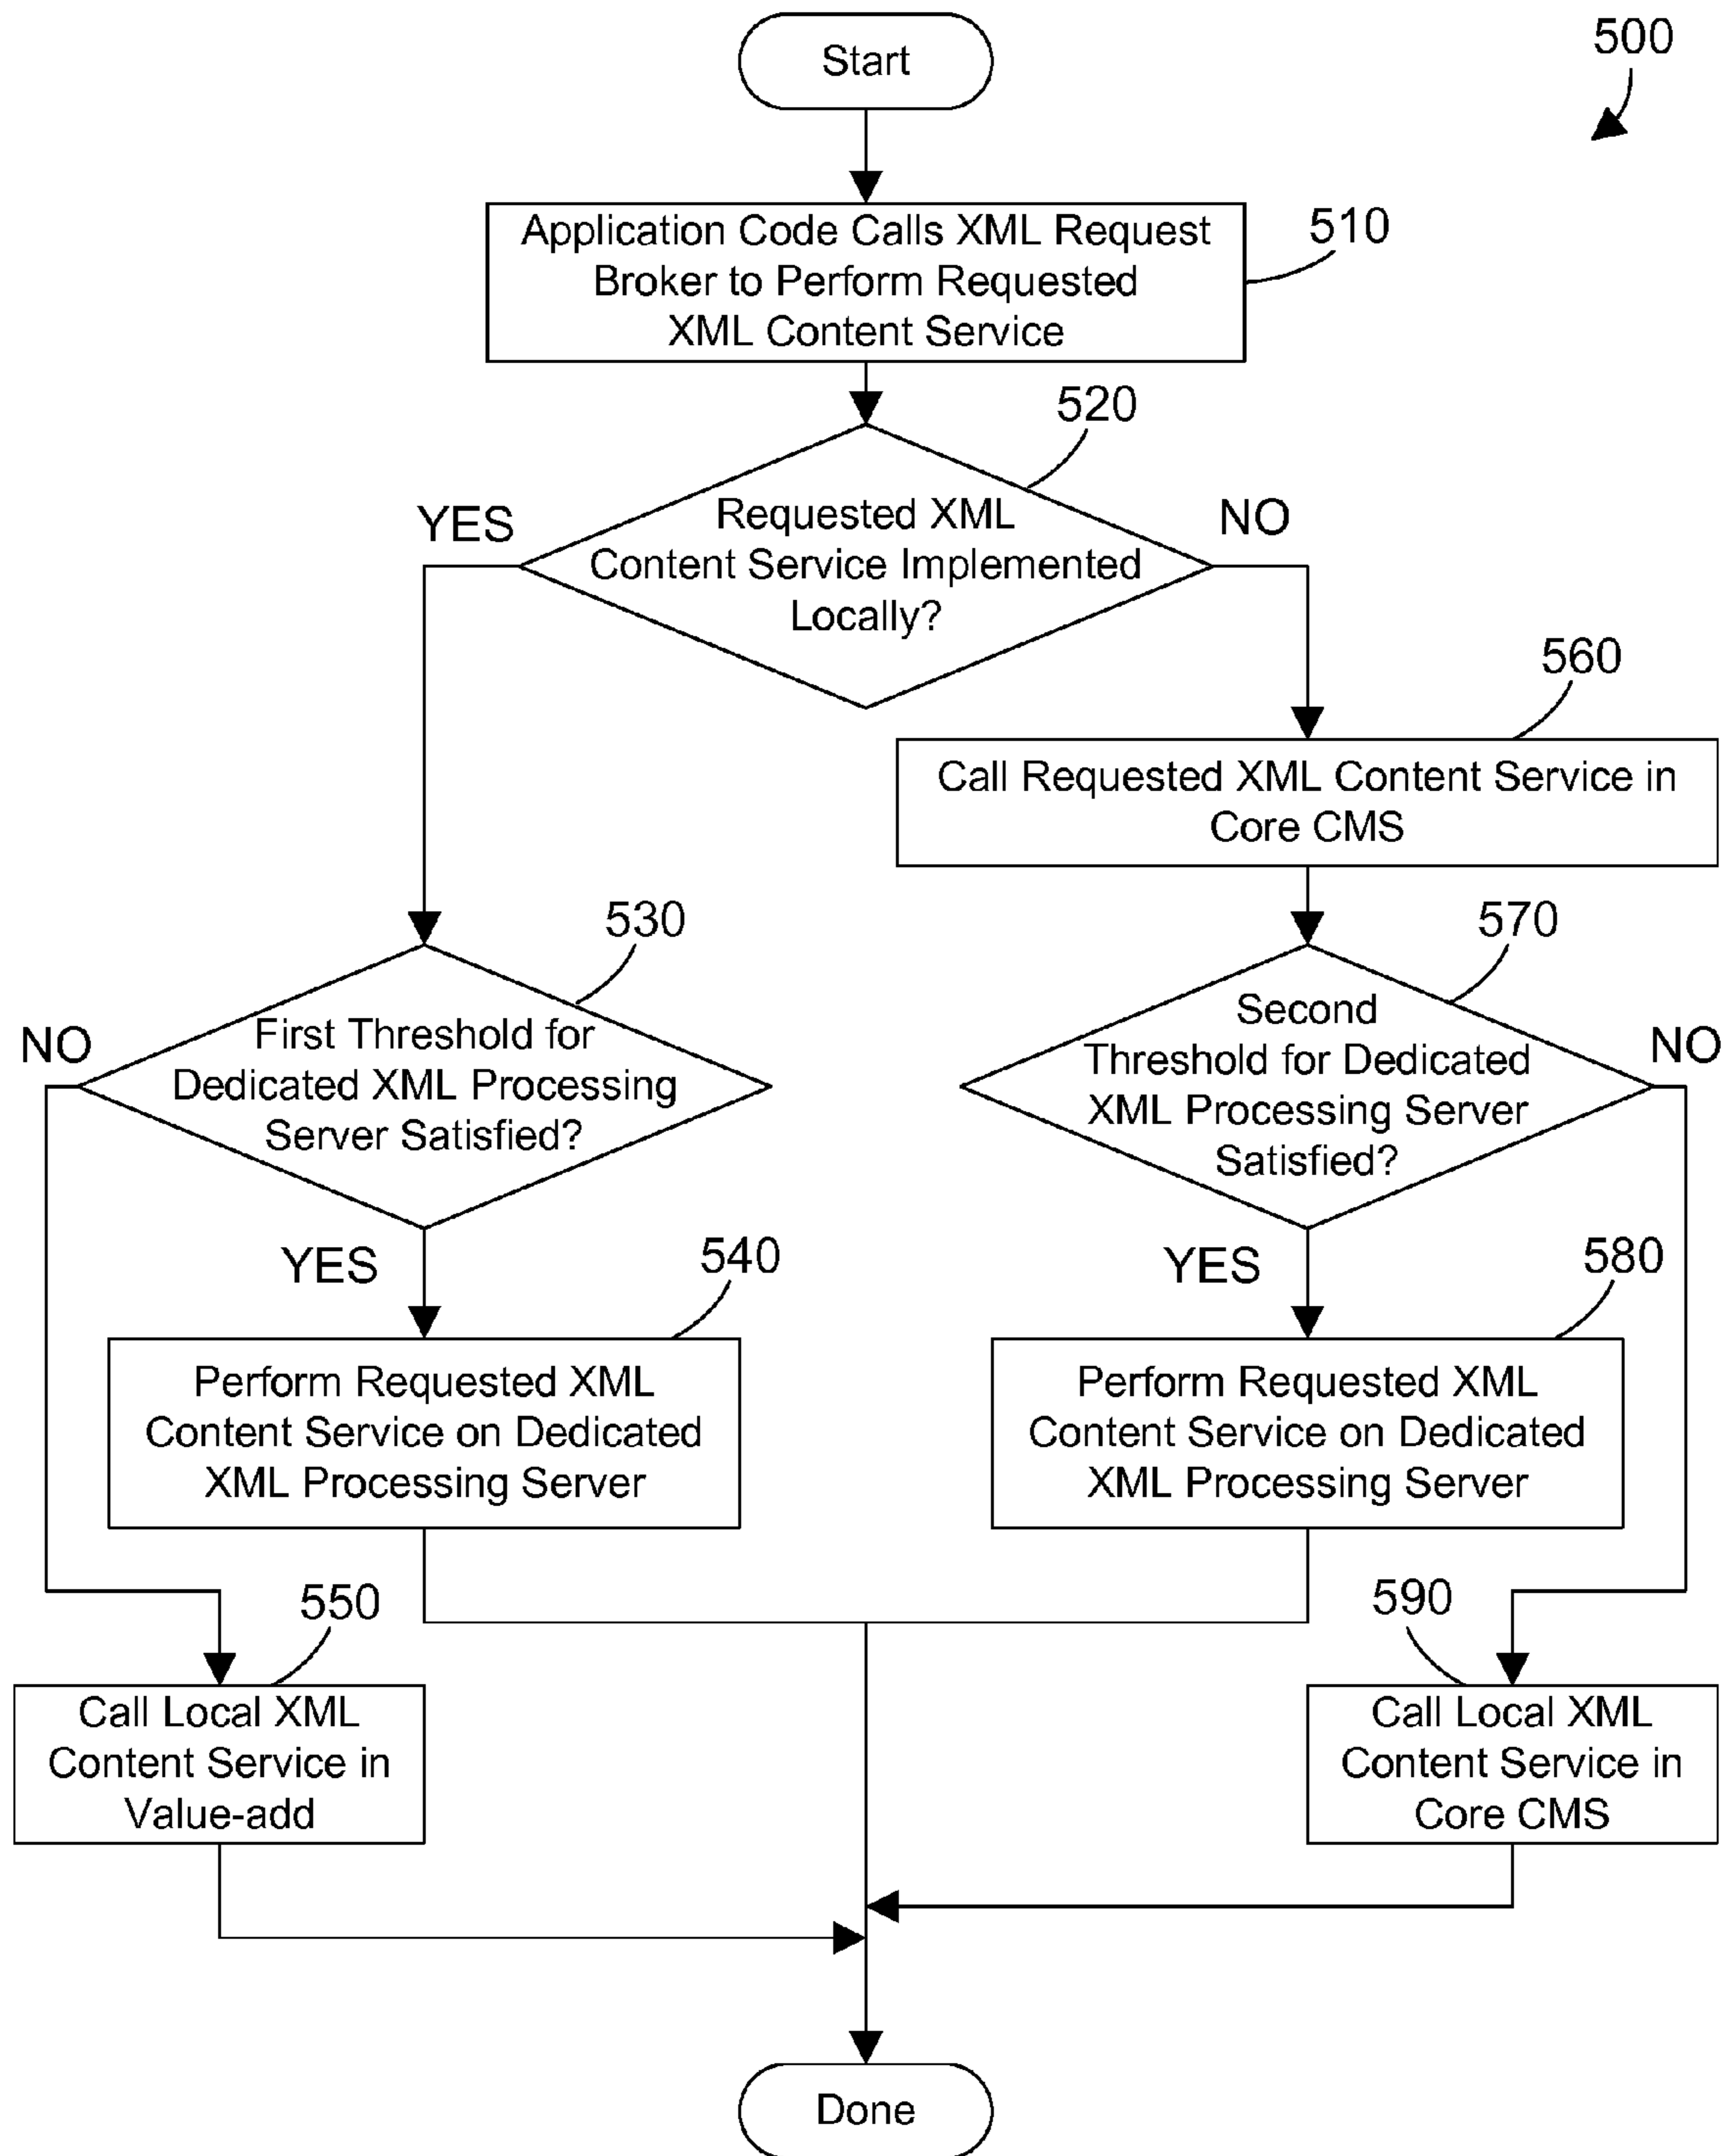 Start
500
Application Code Calls XML Request
Broker to Perform Requested
XML Content Service
510
520
YES
Requested XML
Content Service Implemented
Locally?
NO
560
Call Requested XML Content Service in
Core CMS
530
570
NO
First Threshold for
Dedicated XML Processing
Server Satisfied?
Second
Threshold for Dedicated
XML Processing Server
Satisfied?
NO
YES
540
YES
580
Perform Requested XML
Content Service on Dedicated
XML Processing Server
Perform Requested XML
Content Service on Dedicated
XML Processing Server
550
590
Call Local XML
Content Service in
Value-add
Call Local XML
Content Service in
Core CMS
Done